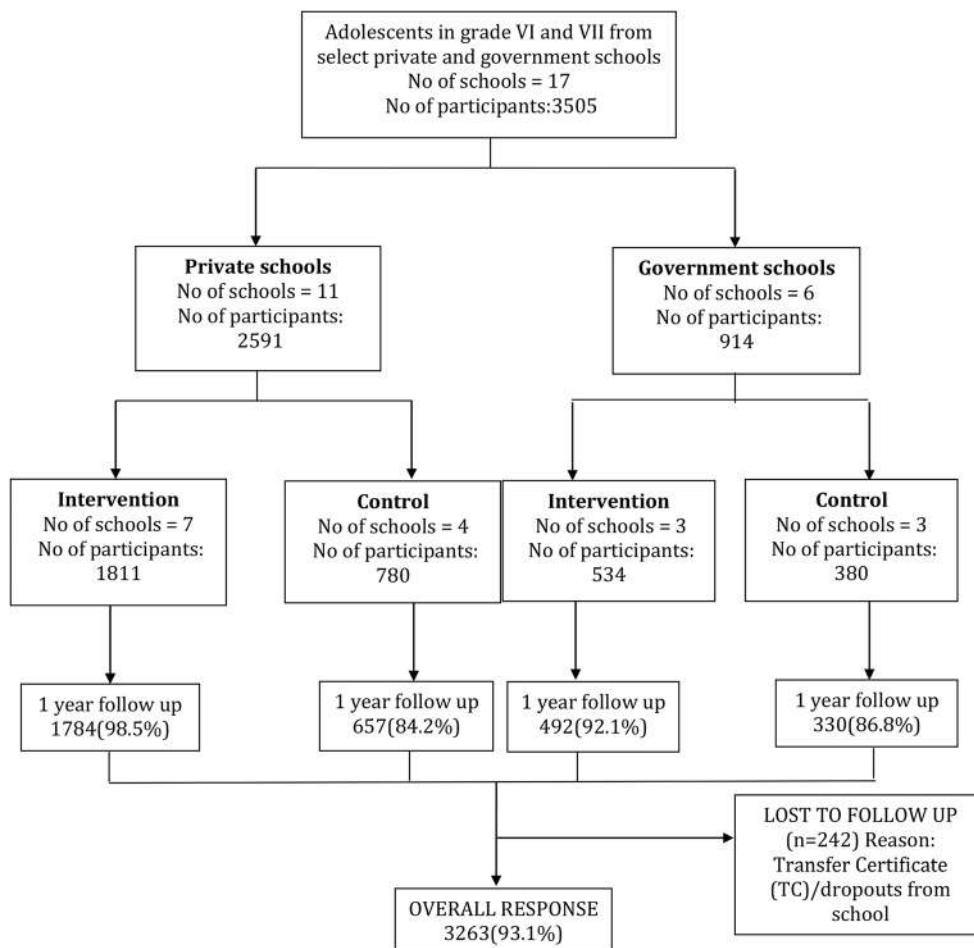 Adolescents in grade VI and VII from
select private and government schools
No of schools = 17
No of participants:3505
Private schools
No of schools = 11
No of participants:
2591
Government schools
No of schools = 6
No of participants:
914
Intervention
No of schools = 7
No of participants:
1811
Control
No of schools = 4
No of participants:
780
Intervention
No of schools = 3
No of participants:
534
Control
No of schools = 3
No of participants:
380
1 year follow up
1784(98.5%)
1 year follow up
657(84.2%)
1 year follow up
492(92.1%)
1 year follow up
330(86.8%)
LOST TO FOLLOW UP
(n=242) Reason:
Transfer Certificate
(TC)/dropouts from
school
OVERALL RESPONSE
3263(93.1%)